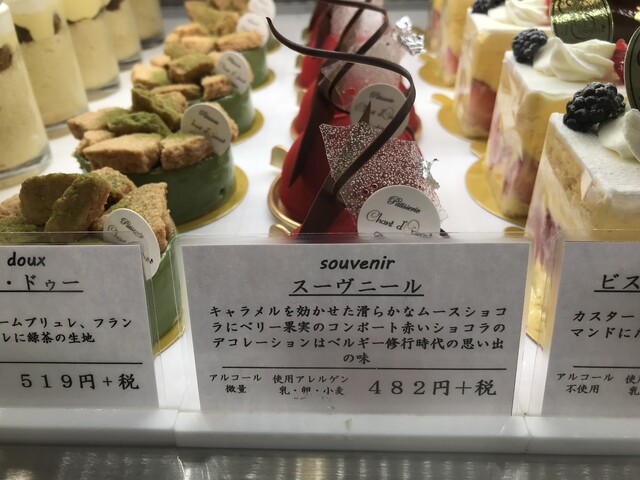 doux
・ドゥー
ームブリュレ、フラン
レに緑茶の生地
519円＋税
souvenir
スーヴニール
キャラメルを効かせた滑らかなムースショコ
ラにベリー果実のコンポート赤いショコラの
デコレーションはベルギー修行時代の思い出
の味
アルコール 使用アレルゲン
微量 乳・卵・小麦
482円＋税
ビス
カスター
マンドに
アルコール
不使用
Pâtisserie
Chant d'O